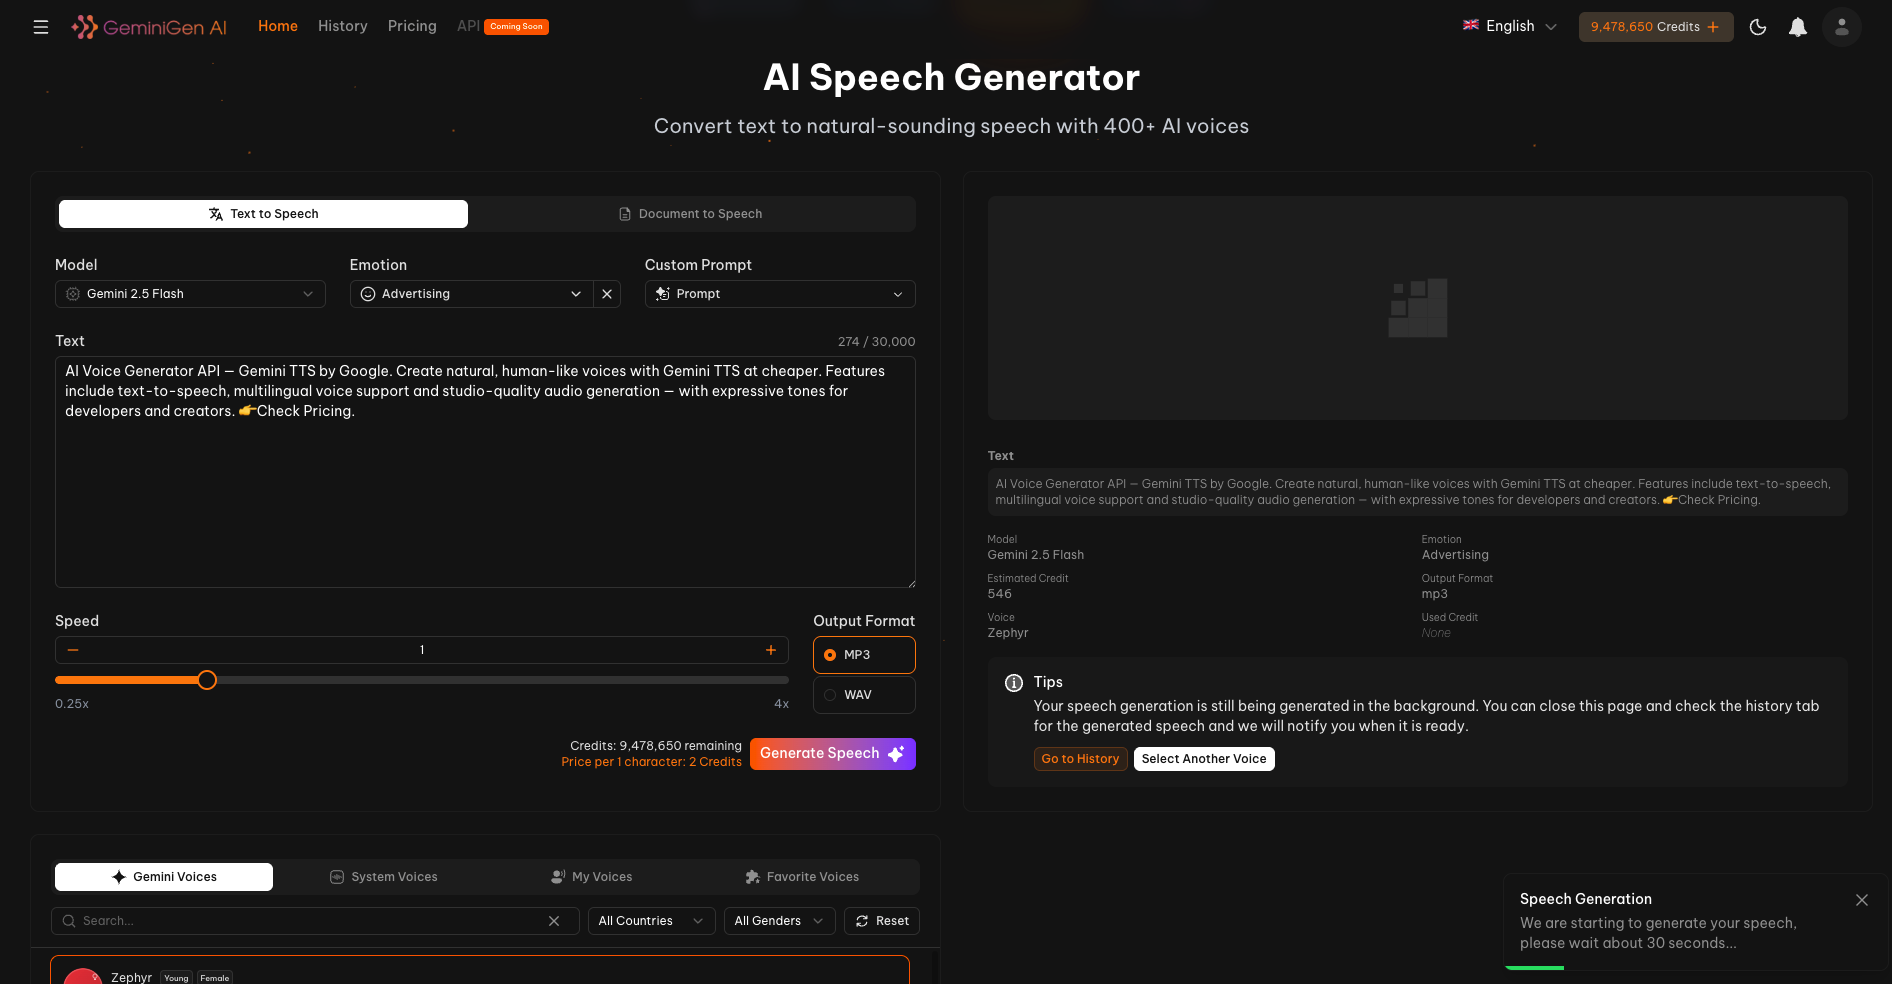 GeminiGen AI
Home
History
Pricing
API
Coming Soon
English
9,478,650 Credits
AI Speech Generator
Convert text to natural-sounding speech with 400+ AI voices
Text to Speech
Document to Speech
Model
Emotion
Custom Prompt
Gemini 2.5 Flash
Advertising
Prompt
Text
274 / 30,000
AI Voice Generator API — Gemini TTS by Google. Create natural, human-like voices with Gemini TTS at cheaper. Features
include text-to-speech, multilingual voice support and studio-quality audio generation — with expressive tones for
developers and creators. 👉Check Pricing.
Speed
1
0.25x
4x
Output Format
MP3
WAV
Credits: 9,478,650 remaining
Price per 1 character: 2 Credits
Generate Speech
Text
AI Voice Generator API — Gemini TTS by Google. Create natural, human-like voices with Gemini TTS at cheaper. Features include text-to-speech,
multilingual voice support and studio-quality audio generation — with expressive tones for developers and creators. 👉Check Pricing.
Model
Gemini 2.5 Flash
Emotion
Advertising
Estimated Credit
546
Output Format
mp3
Voice
Zephyr
Used Credit
None
Tips
Your speech generation is still being generated in the background. You can close this page and check the history tab
for the generated speech and we will notify you when it is ready.
Go to History
Select Another Voice
Gemini Voices
System Voices
My Voices
Favorite Voices
Search...
All Countries
All Genders
Reset
Zephyr
Young
Female
Speech Generation
We are starting to generate your speech,
please wait about 30 seconds...